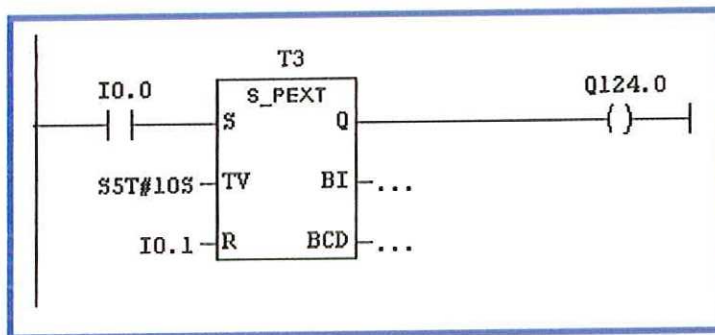 T3
I0.0
S_PEXT
Q124.0
S
Q
S5T#10S
TV
BI
...
I0.1
R
BCD
...